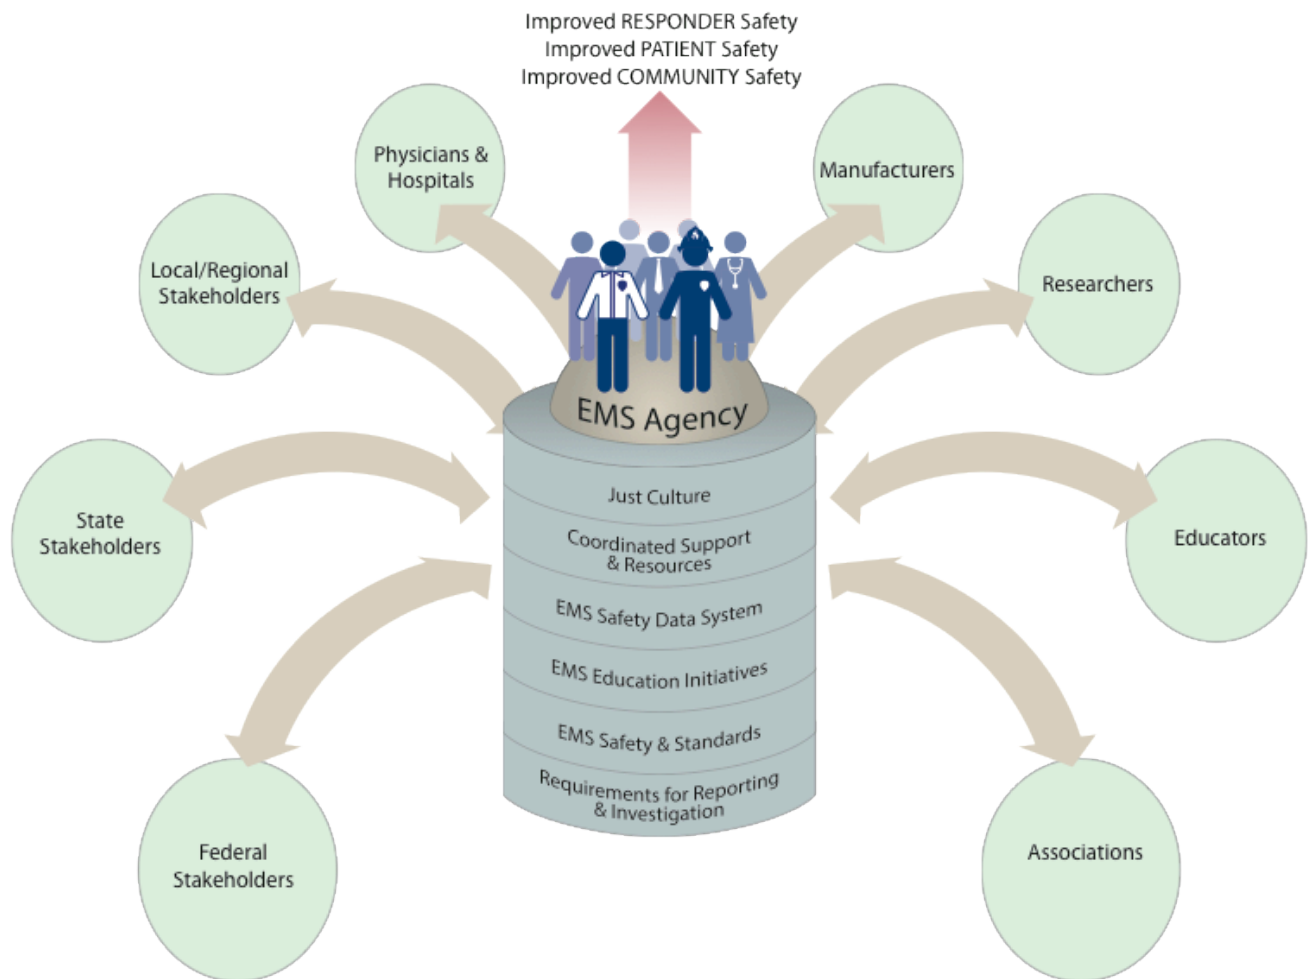 Improved RESPONDER Safety
Improved PATIENT Safety
Improved COMMUNITY Safety
Physicians &
Hospitals
Manufacturers
Local/Regional
Stakeholders
Researchers
EMS Agency
State
Stakeholders
Educators
Just Culture
Coordinated Support
& Resources
EMS Safety Data System
EMS Education Initiatives
EMS Safety & Standards
Requirements for Reporting
& Investigation
Federal
Stakeholders
Associations